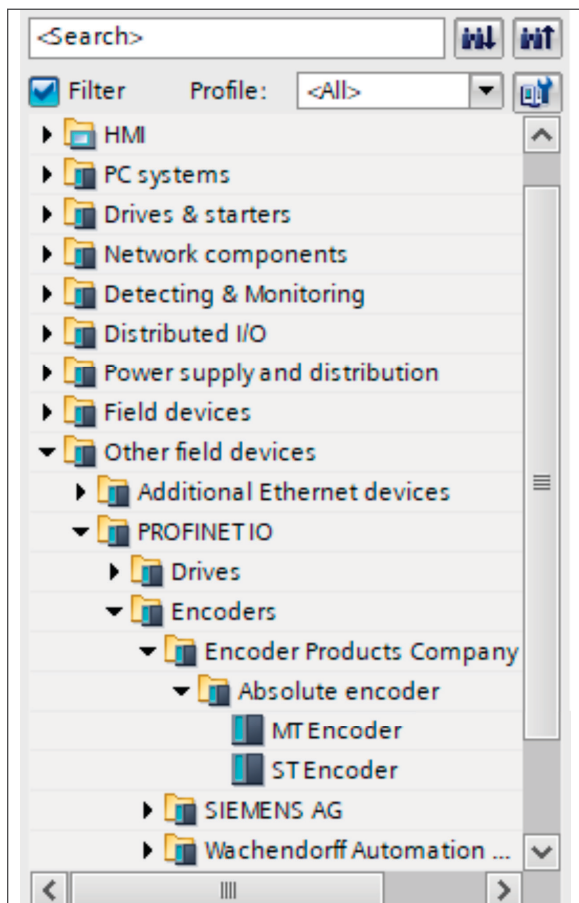 <Search>
Filter Profile: <All>
HMI
PC systems
Drives & starters
Network components
Detecting & Monitoring
Distributed I/O
Power supply and distribution
Field devices
Other field devices
Additional Ethernet devices
PROFINET IO
Drives
Encoders
Encoder Products Company
Absolute encoder
MT Encoder
ST Encoder
SIEMENS AG
Wachendorff Automation ...